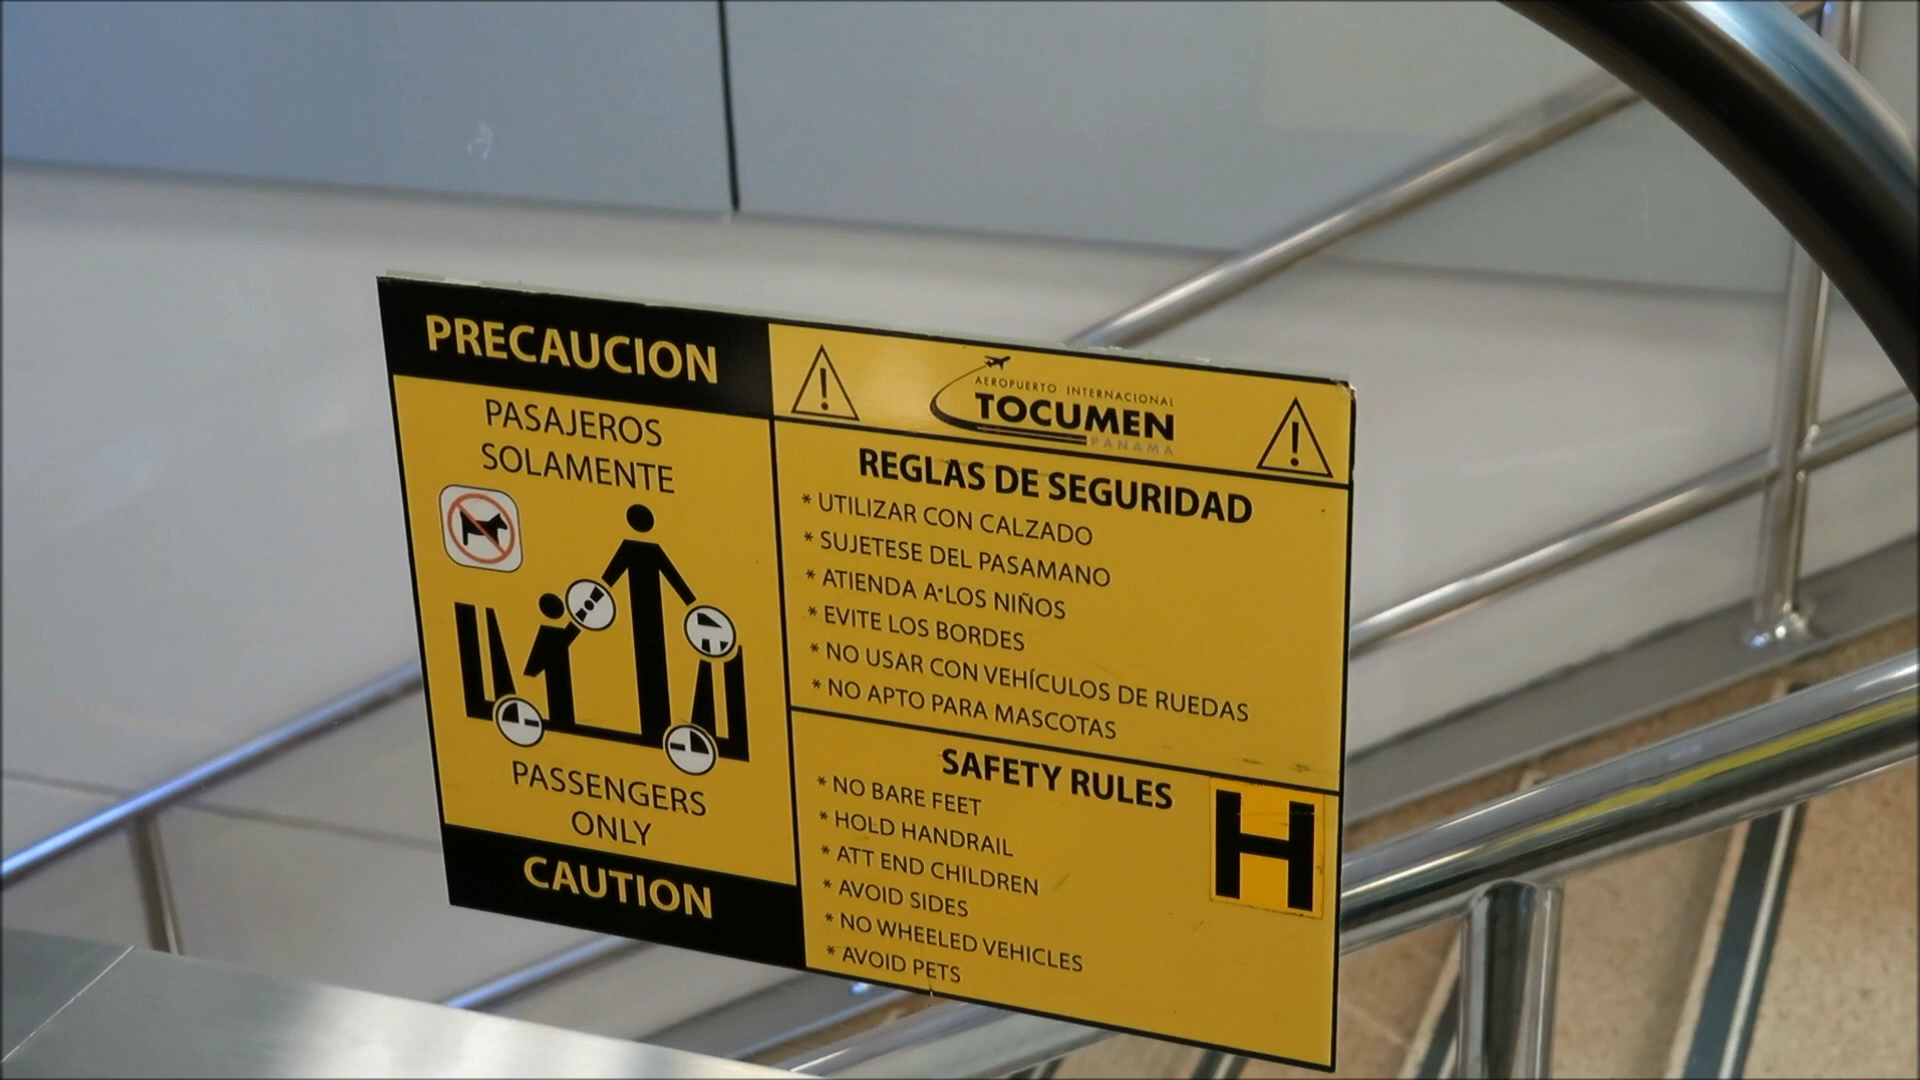 PRECAUCION
PASAJEROS
SOLAMENTE
PASSENGERS
ONLY
CAUTION
AEROPUERTO INTERNACIONAL
TOCUMEN
PANAMA
REGLAS DE SEGURIDAD
* UTILIZAR CON CALZADO
* SUJETESE DEL PASAMANO
* ATIENDA A LOS NIÑOS
* EVITE LOS BORDES
* NO USAR CON VEHÍCULOS DE RUEDAS
* NO APTO PARA MASCOTAS
SAFETY RULES
* NO BARE FEET
* HOLD HANDRAIL
* ATT END CHILDREN
* AVOID SIDES
* NO WHEELED VEHICLES
* AVOID PETS
H